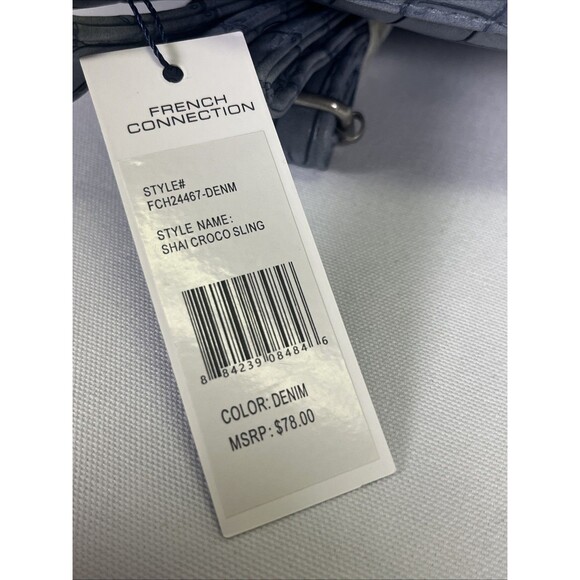 FRENCH
CONNECTION
STYLE#
FCH24467-DENM
STYLE NAME:
SHAI CROCO SLING
8 84239 08484 6
COLOR: DENIM
MSRP: $78.00